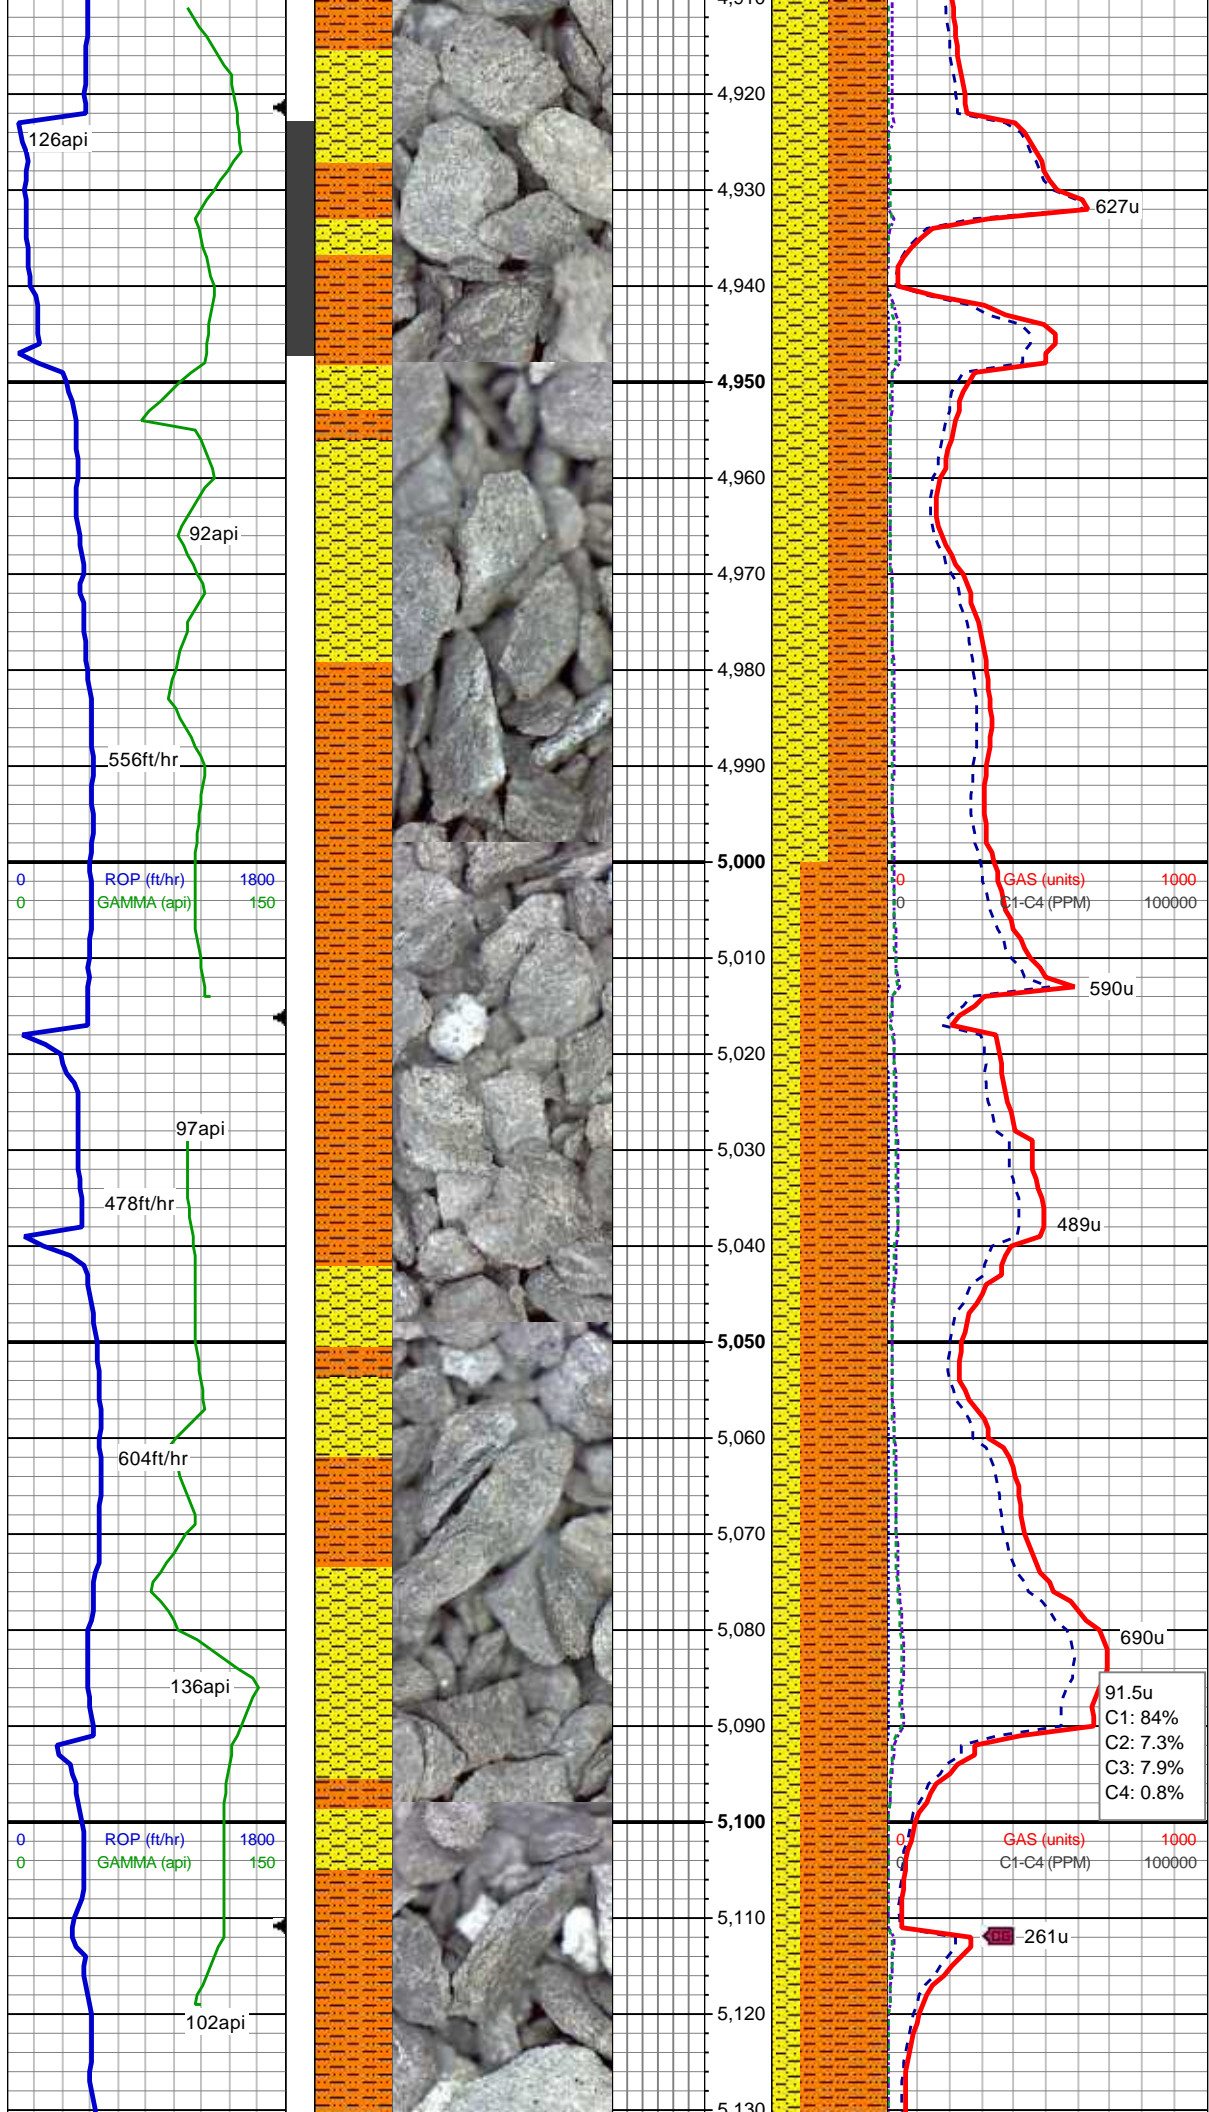 4,910
4,920
126api
4,930
627u
4,940
4,950
4,960
92api
4,970
4,980
556ft/hr
4,990
5,000
0 ROP (ft/hr) 1800
0 GAS (units) 1000
0 GAMMA (api) 150
0 C1-C4 (PPM) 100000
5,010
590u
5,020
97api
5,030
478ft/hr
489u
5,040
5,050
5,060
604ft/hr
5,070
5,080
690u
136api
91.5u
5,090
C1: 84%
C2: 7.3%
C3: 7.9%
C4: 0.8%
5,100
0 ROP (ft/hr) 1800
0 GAS (units) 1000
0 GAMMA (api) 150
0 C1-C4 (PPM) 100000
5,110
261u
5,120
102api
5,130